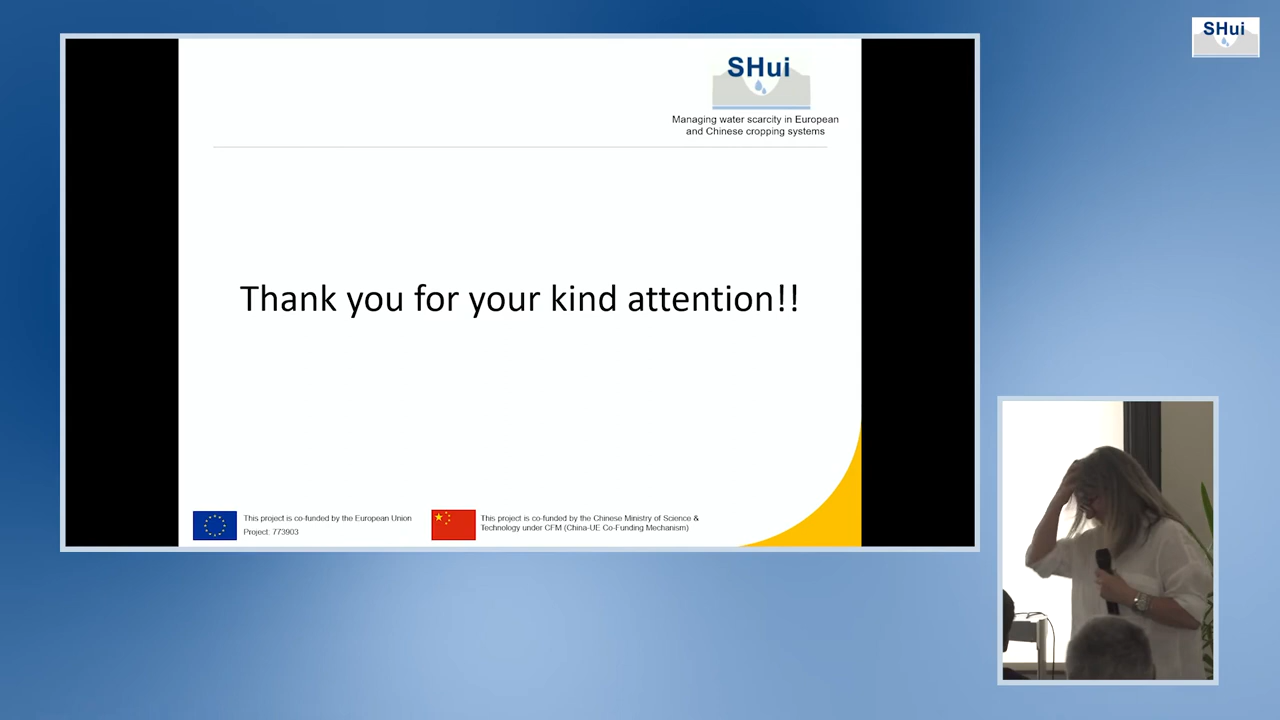 SHui
SHui
Managing water scarcity in European
and Chinese cropping systems
Thank you for your kind attention!!
This project is co-funded by the European Union
Project: 773903
This project is co-funded by the Chinese Ministry of Science &
Technology under CFM (China-UE Co-Funding Mechanism)